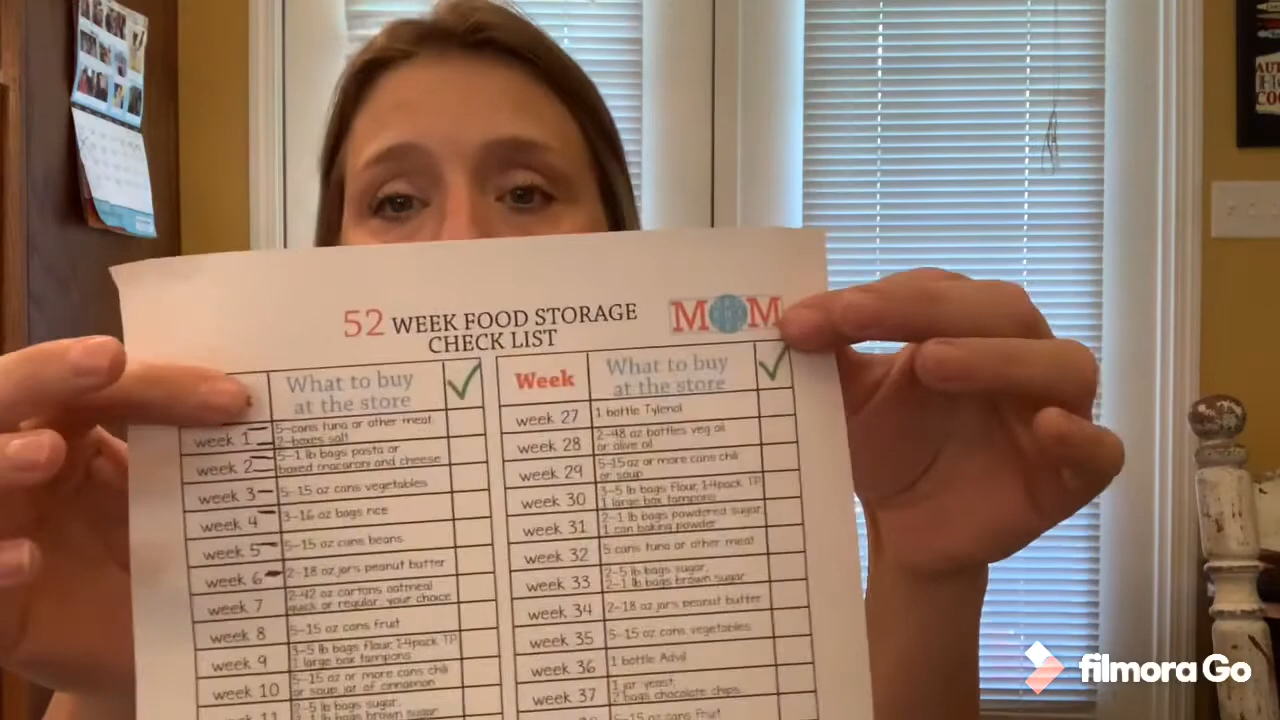 52 WEEK FOOD STORAGE
CHECK LIST
MOM
What to buy
at the store
week 1
5-cans tuna or other meat
2-boxes salt
week 2
5-1 lb bags pasta or
boxed macaroni and cheese
week 3
5-15 oz cans vegetables
week 4
3-16 oz bags rice
week 5
5-15 oz cans beans
week 6
2-18 oz jars peanut butter
week 7
2-42 oz cartons oatmeal
quick or regular, your choice
week 8
5-15 oz cans fruit
week 9
3-5 lb bags flour, 1-4pack TP
1 large box tampons
week 10
5-15 oz or more cans chili
or soup, jar of cinnamon
week 11
2-5 lb bags sugar,
bags brown sugar
Week
What to buy
at the store
week 27
1 bottle Tylenol
week 28
2-48 oz bottles veg oil
or olive oil
week 29
5-15oz or more cans chili
or soup
week 30
3-5 lb bags flour, 1-4pack TP
1 large box tampons
week 31
2-1 lb bags powdered sugar,
1 can baking powder
week 32
5 cans tuna or other meat
week 33
2-5 lb bags sugar,
2-1 lb bags brown sugar
week 34
2-18 oz jars peanut butter
week 35
5-15 oz cans vegetables
week 36
1 bottle Advil
week 37
1 jar yeast,
2 bags chocolate chips
5-15 oz cans fruit
filmora Go